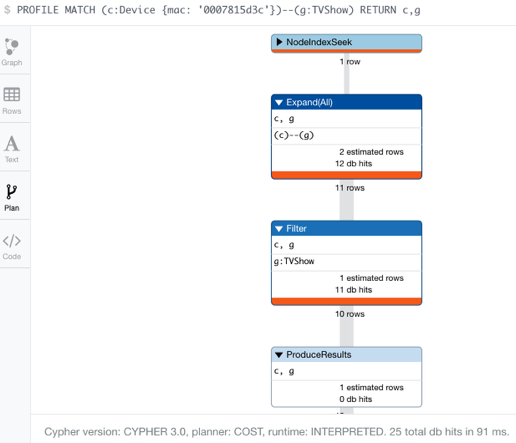 $ PROFILE MATCH (c:Device {mac: '0007815d3c'})--(g:TVShow) RETURN c,g
Graph
Rows
Text
Plan
Code
NodeIndexSeek
1 row
Expand(All)
c, g
(c)--(g)
2 estimated rows
12 db hits
11 rows
Filter
c, g
g:TVShow
1 estimated rows
11 db hits
10 rows
ProduceResults
c, g
1 estimated rows
0 db hits
Cypher version: CYPHER 3.0, planner: COST, runtime: INTERPRETED. 25 total db hits in 91 ms.